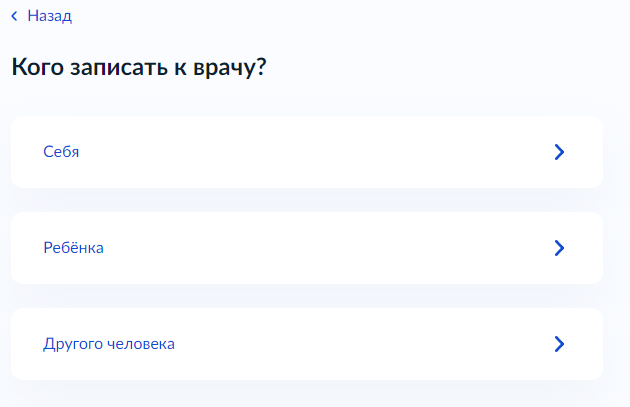 Назад
Кого записать к врачу?
Себя
Ребёнка
Другого человека